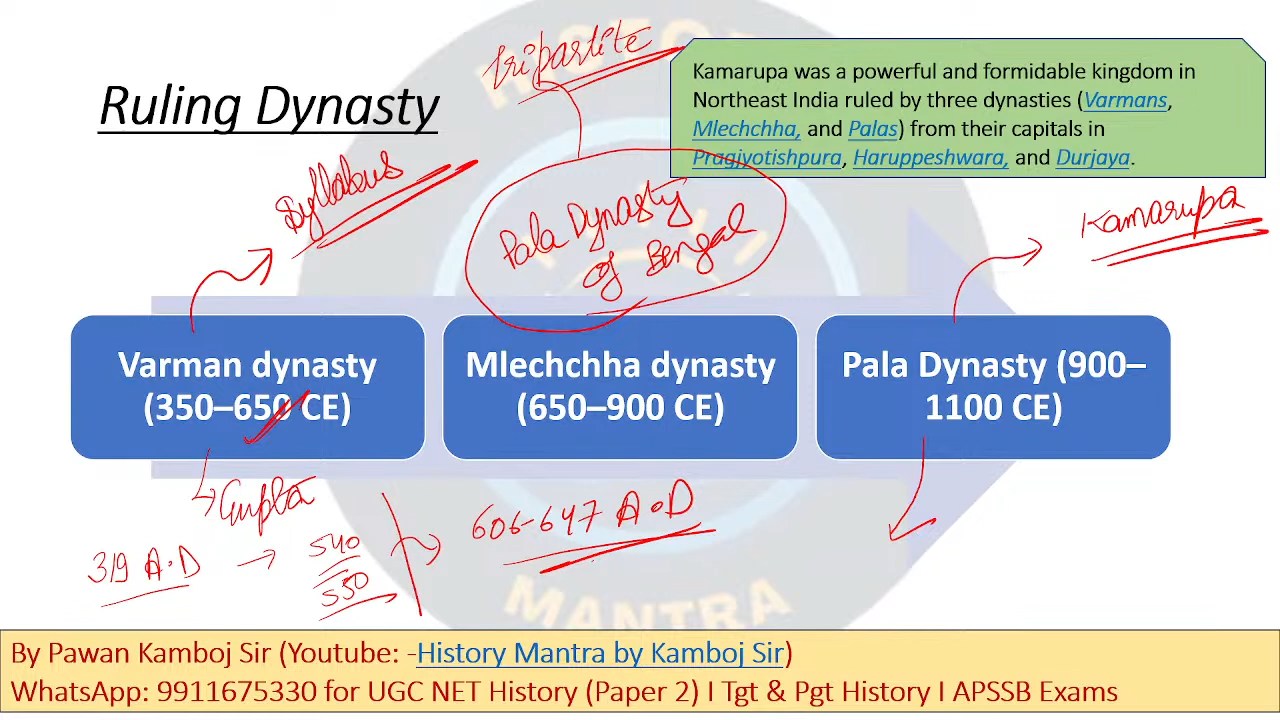 HISTORY
tripartite
Kamarupa was a powerful and formidable kingdom in
Northeast India ruled by three dynasties (Varmans,
Mlechchha, and Palas) from their capitals in
Pragjyotishpura, Haruppeshwara, and Durjaya.
Ruling Dynasty
Syllabus
Pala Dynasty
of Bengal
Kamarupa
Varman dynasty
(350–650 CE)
Mlechchha dynasty
(650–900 CE)
Pala Dynasty (900–
1100 CE)
Gupta
319 A.D
540
550
606-647 A.D
MANTRA
By Pawan Kamboj Sir (Youtube: -History Mantra by Kamboj Sir)
WhatsApp: 9911675330 for UGC NET History (Paper 2) I Tgt & Pgt History I APSSB Exams